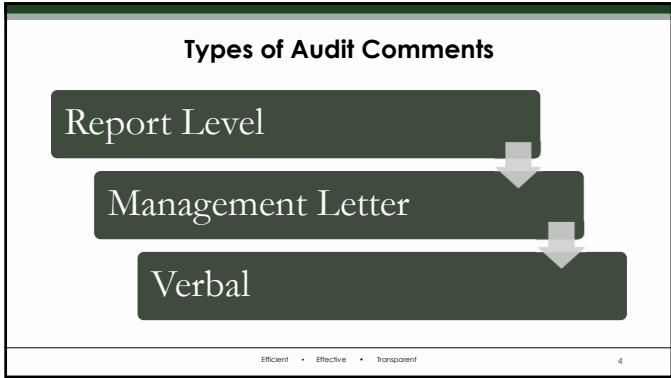 Types of Audit Comments
Report Level
Management Letter
Verbal
Efficient • Effective • Transparent
4